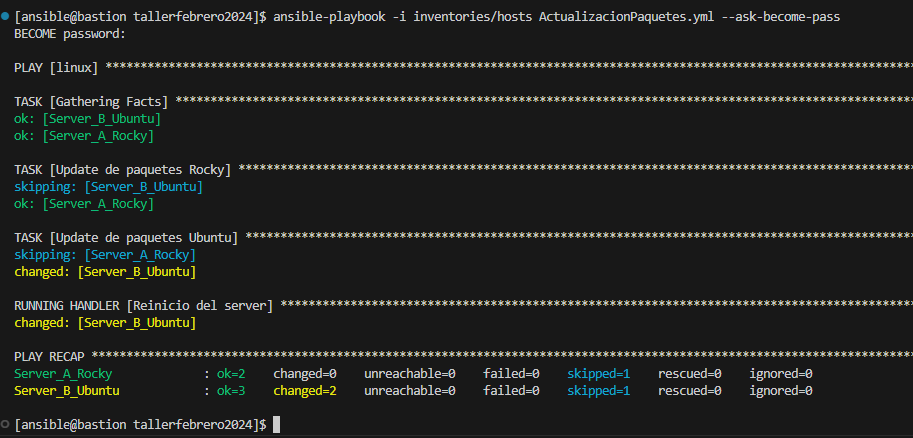 [ansible@bastion tallerfebrero2024]$ ansible-playbook -i inventories/hosts ActualizacionPaquetes.yml --ask-become-pass
BECOME password:
PLAY [linux] ********************************************************************************************************************
TASK [Gathering Facts] **********************************************************************************************************
ok: [Server_B_Ubuntu]
ok: [Server_A_Rocky]
TASK [Update de paquetes Rocky] *************************************************************************************************
skipping: [Server_B_Ubuntu]
ok: [Server_A_Rocky]
TASK [Update de paquetes Ubuntu] ************************************************************************************************
skipping: [Server_A_Rocky]
changed: [Server_B_Ubuntu]
RUNNING HANDLER [Reinicio del server] *******************************************************************************************
changed: [Server_B_Ubuntu]
PLAY RECAP **********************************************************************************************************************
Server_A_Rocky             : ok=2    changed=0    unreachable=0    failed=0    skipped=1    rescued=0    ignored=0
Server_B_Ubuntu            : ok=3    changed=2    unreachable=0    failed=0    skipped=1    rescued=0    ignored=0
[ansible@bastion tallerfebrero2024]$